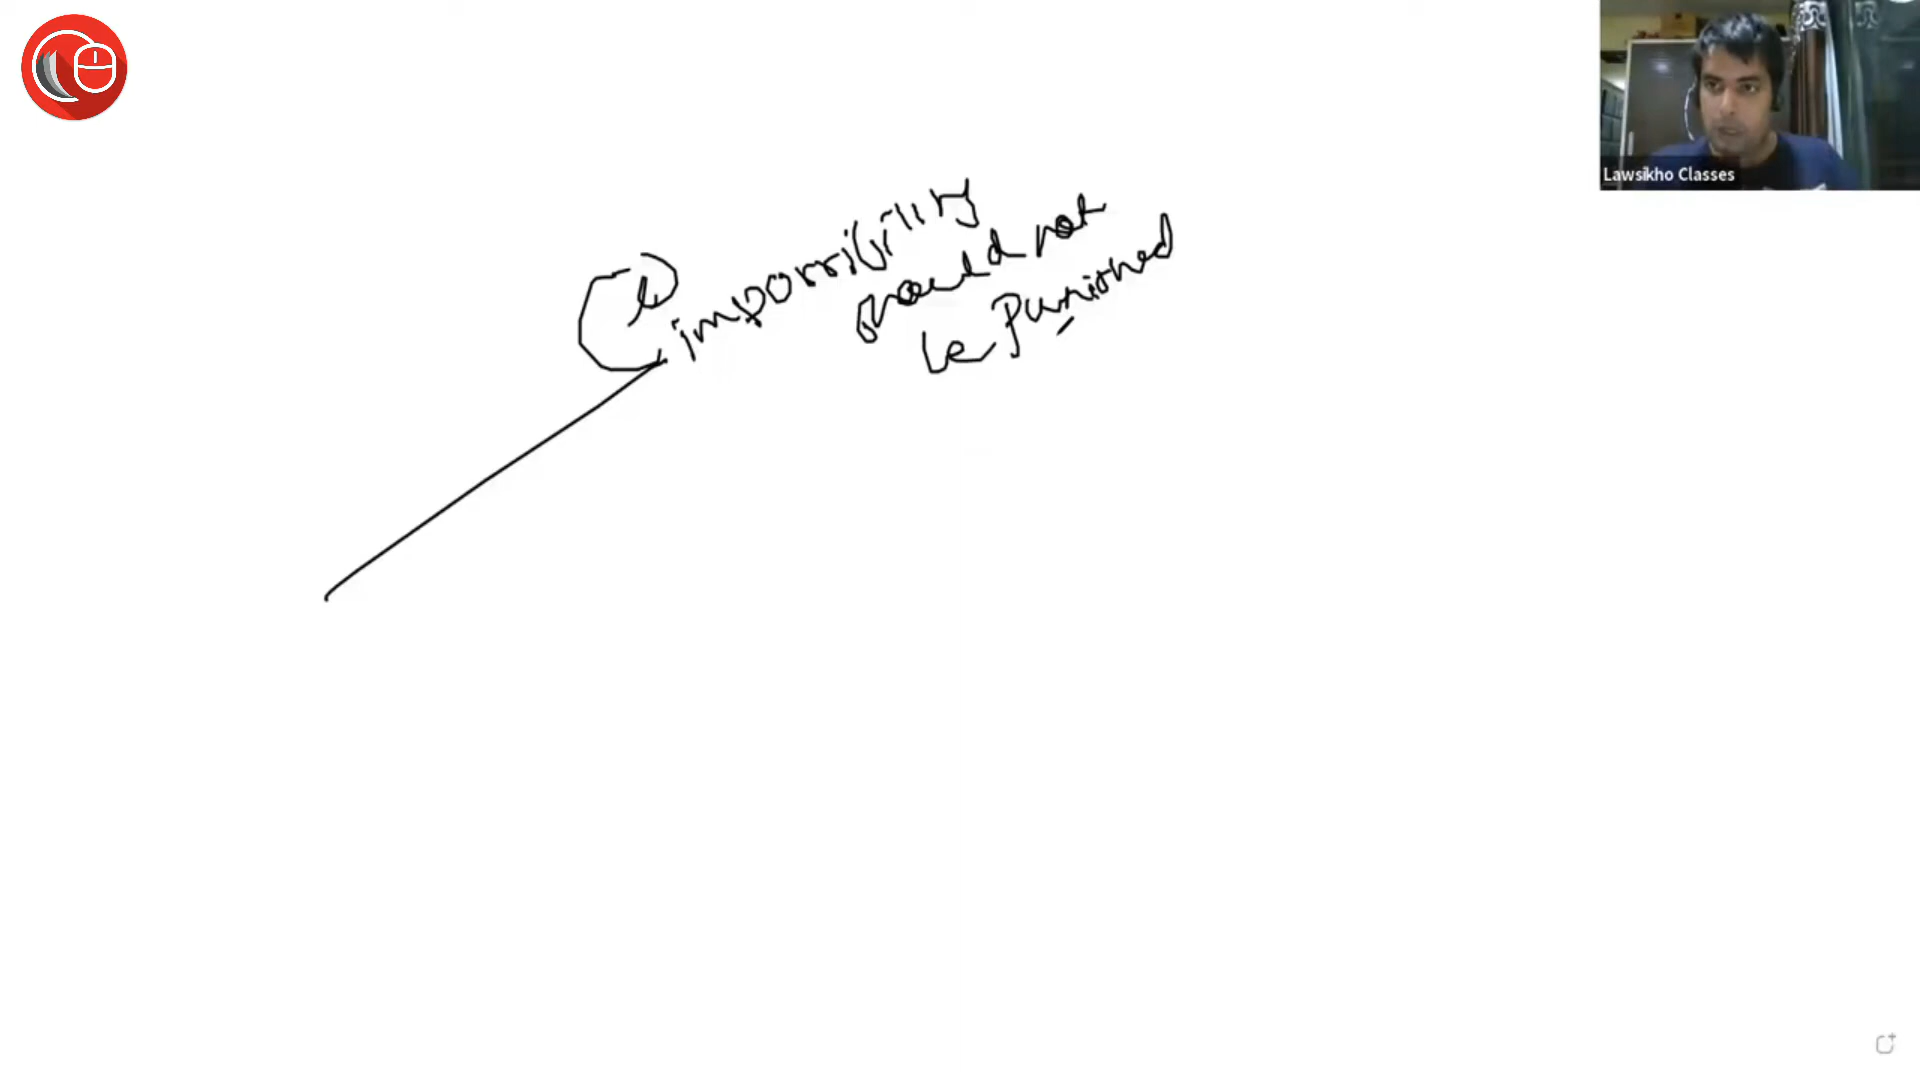 Lawsikho Classes
impossibility
should not
be Punished